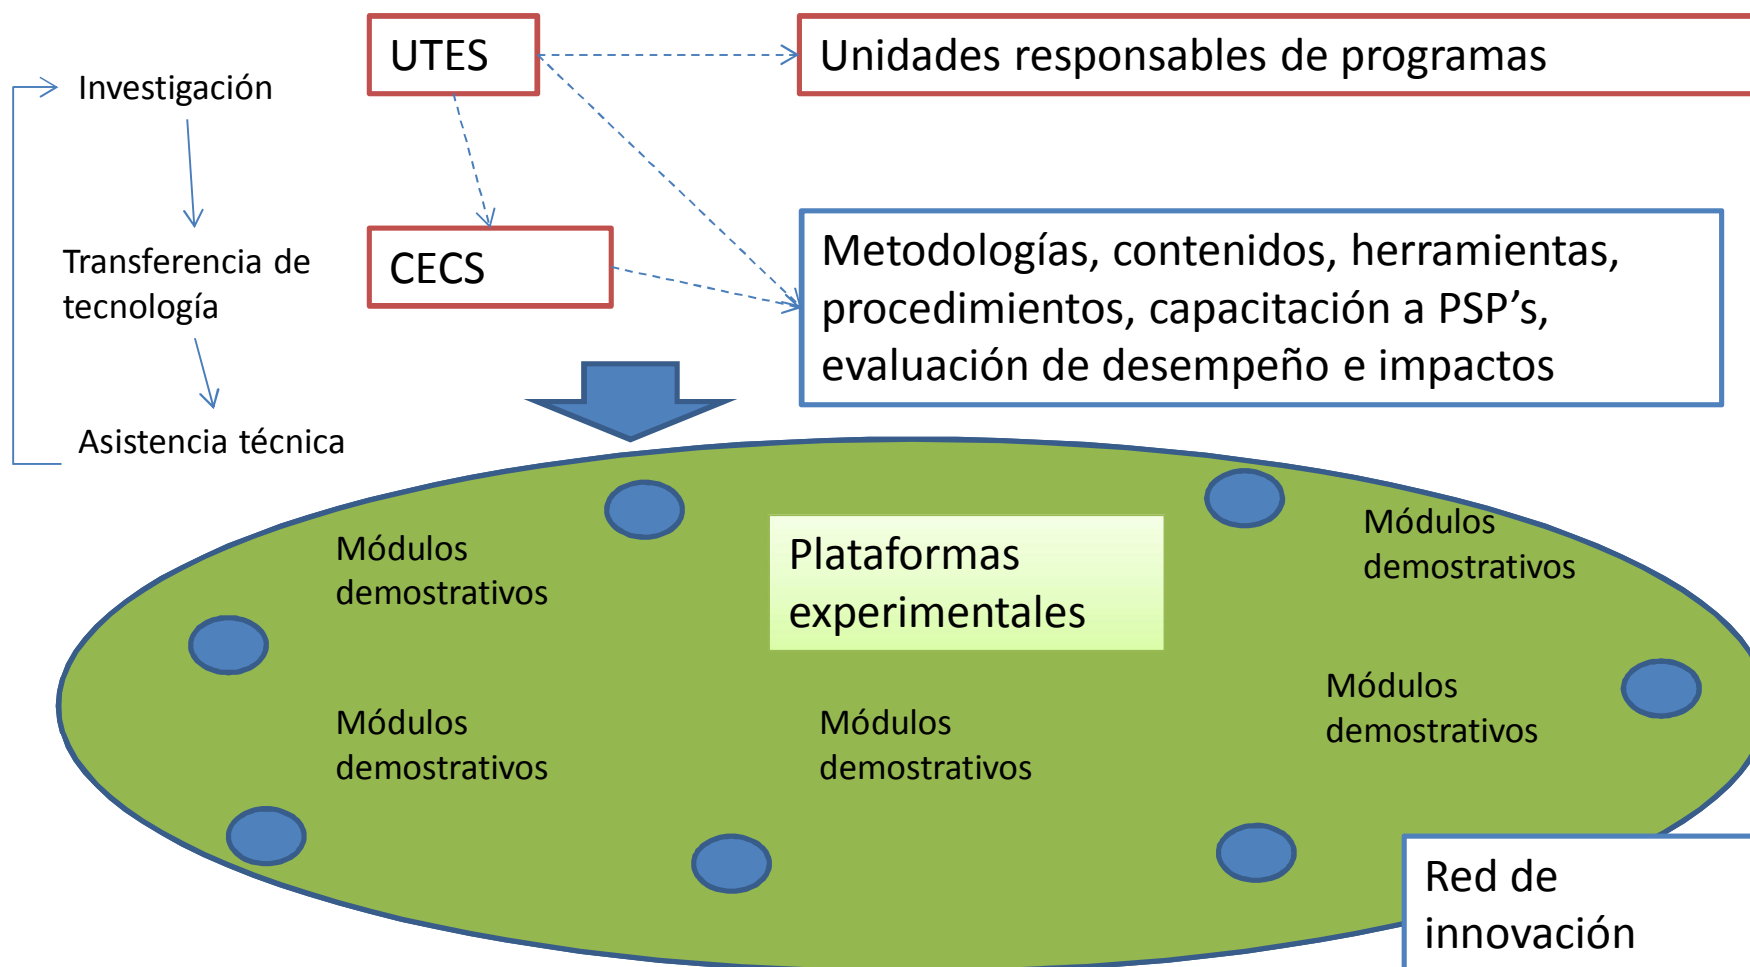 UTES
Unidades responsables de programas
Investigación
Transferencia de
tecnología
CECS
Metodologías, contenidos, herramientas,
procedimientos, capacitación a PSP’s,
evaluación de desempeño e impactos
Asistencia técnica
Módulos
demostrativos
Plataformas
experimentales
Módulos
demostrativos
Módulos
demostrativos
Módulos
demostrativos
Módulos
demostrativos
Red de
innovación